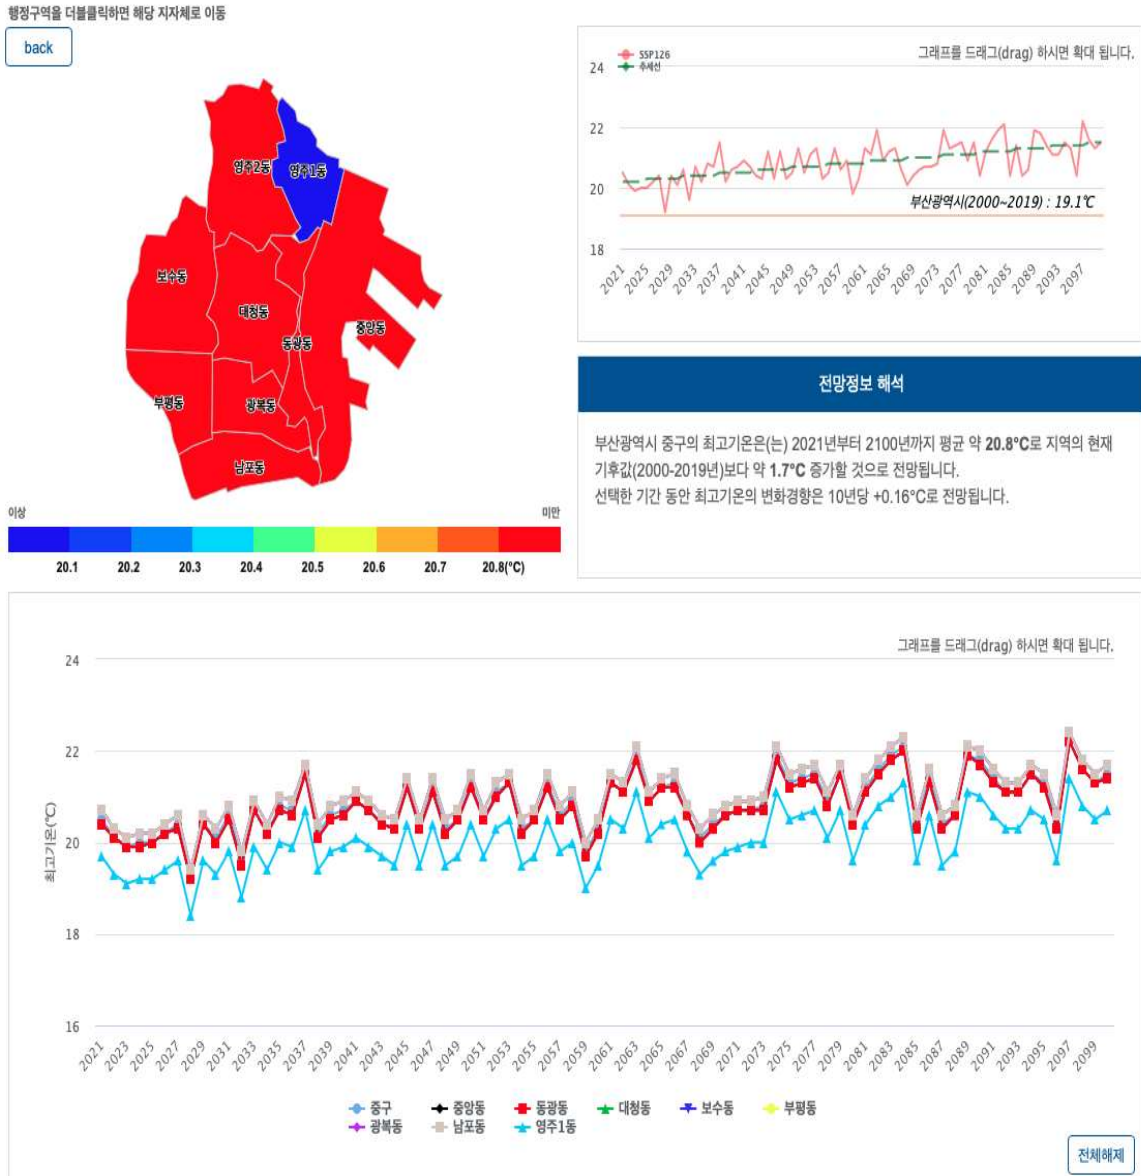 행정구역을 더블클릭하면 해당 지자체로 이동
back
영주2동
영주1동
보수동
대청동
동광동
중앙동
부평동
광복동
남포동
이상
미만
20.1 20.2 20.3 20.4 20.5 20.6 20.7 20.8(°C)
SSP126
추세선
그래프를 드래그(drag) 하시면 확대 됩니다.
24
22
20
18
부산광역시(2000~2019) : 19.1℃
2021 2025 2029 2033 2037 2041 2045 2049 2053 2057 2061 2065 2069 2073 2077 2081 2085 2089 2093 2097
전망정보 해석
부산광역시 중구의 최고기온은(는) 2021년부터 2100년까지 평균 약 20.8°C로 지역의 현재
기후값(2000-2019년)보다 약 1.7°C 증가할 것으로 전망됩니다.
선택한 기간 동안 최고기온의 변화경향은 10년당 +0.16°C로 전망됩니다.
그래프를 드래그(drag) 하시면 확대 됩니다.
최고기온(℃)
24
22
20
18
16
2021 2023 2025 2027 2029 2031 2033 2035 2037 2039 2041 2043 2045 2047 2049 2051 2053 2055 2057 2059 2061 2063 2065 2067 2069 2071 2073 2075 2077 2079 2081 2083 2085 2087 2089 2091 2093 2095 2097 2099
중구 중앙동 동광동 대청동 보수동 부평동
광복동 남포동 영주1동
전체해제